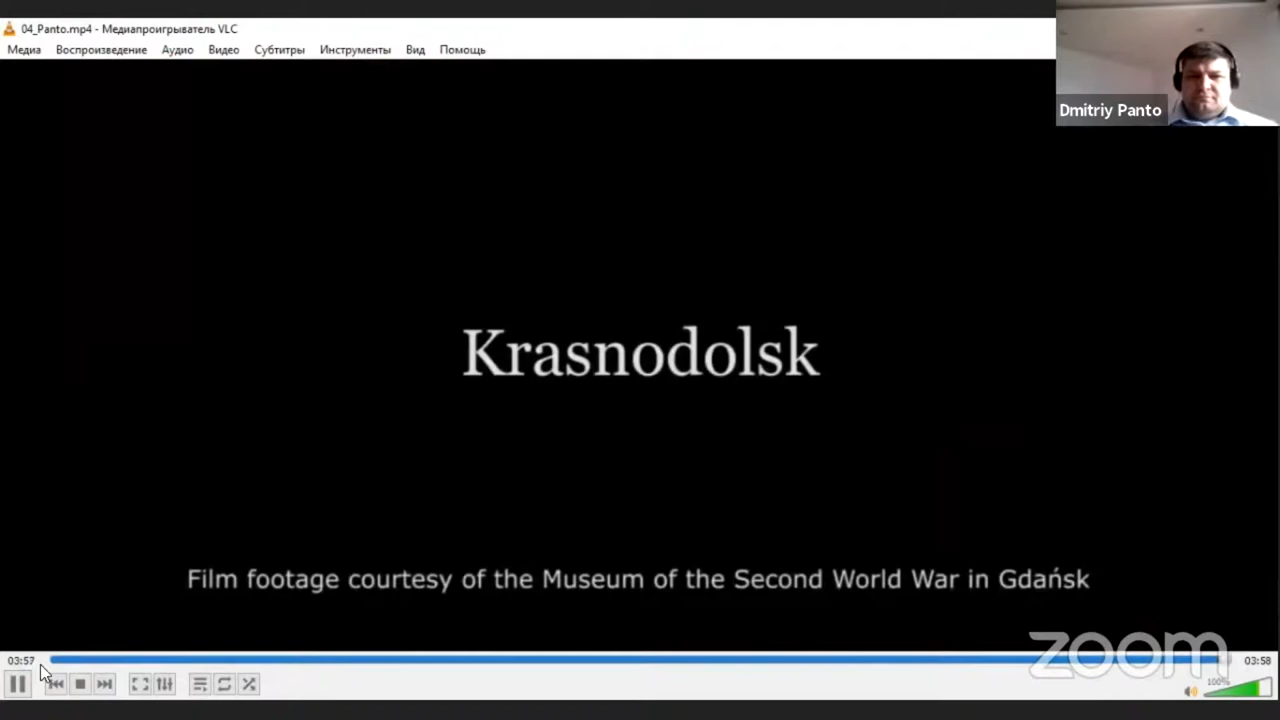 04_Panto.mp4 - Медиапроигрыватель VLC
Медиа Воспроизведение Аудио Видео Субтитры Инструменты Вид Помощь
Dmitriy Panto
Krasnodolsk
Film footage courtesy of the Museum of the Second World War in Gdańsk
zoom
03:57
03:58
100%